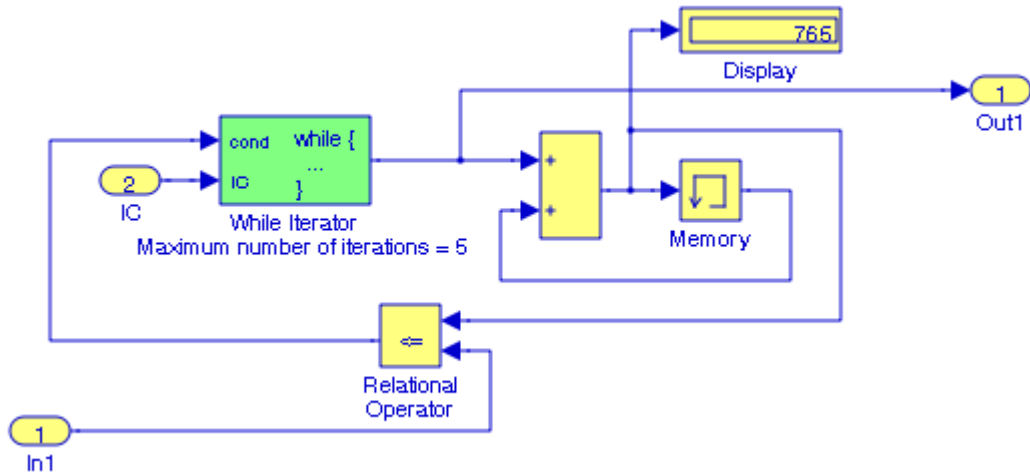 765
Display
1
Out1
cond while {
...
IC }
2
IC
While Iterator
Maximum number of iterations = 5
+
+
Memory
<=
Relational
Operator
1
In1